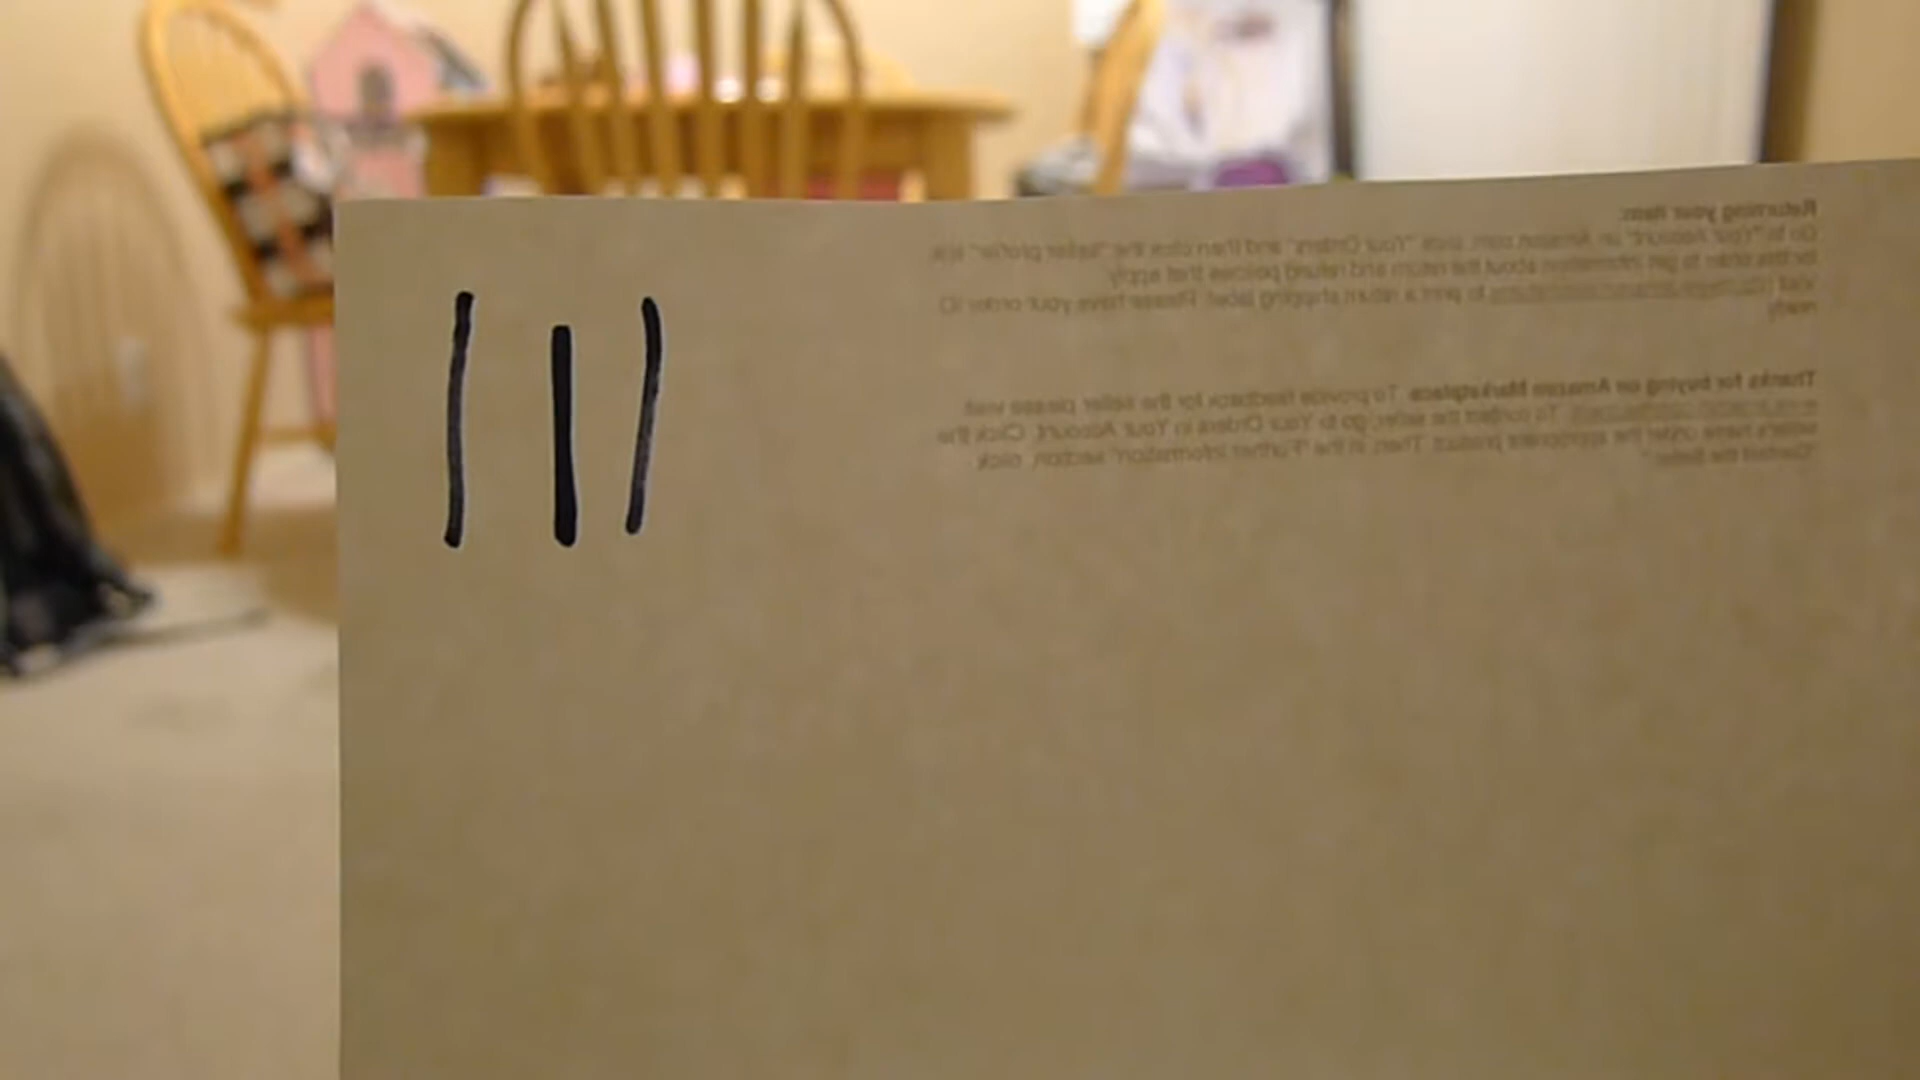 | | |
Returning your item:
Go to "Your Account" on Amazon.com, click "Your Orders" and then click the "seller profile" link
for this order to get information about the return and refund policies that apply.
Visit to print a return shipping label. Please have your order ID
ready.
Thanks for buying on Amazon Marketplace. To provide feedback for the seller please visit
To contact the seller, go to Your Orders in Your Account. Click the
seller's name under the appropriate product. Then, in the "Further Information" section, click
"Contact the Seller."